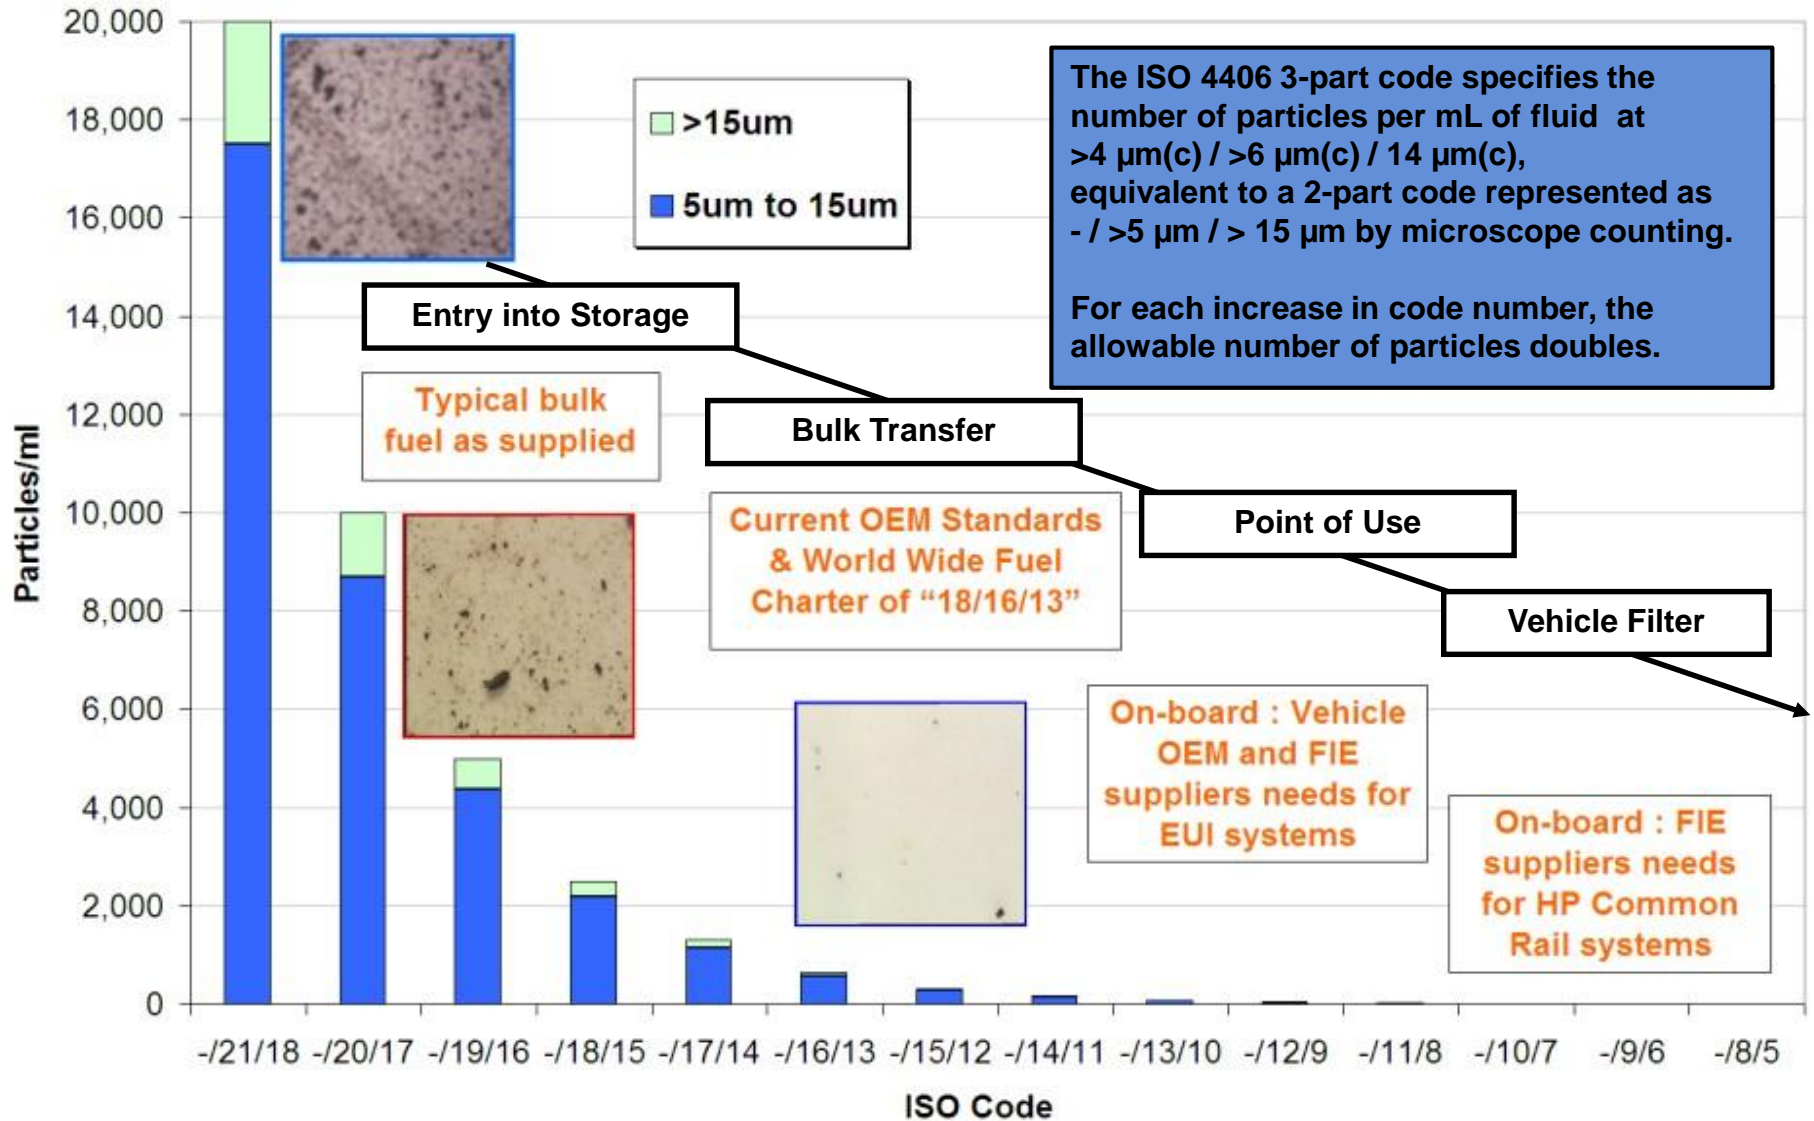 20,000
18,000
16,000
14,000
12,000
10,000
8,000
6,000
4,000
2,000
0
Particles/ml
>15um
5um to 15um
The ISO 4406 3-part code specifies the
number of particles per mL of fluid at
>4 µm(c) / >6 µm(c) / 14 µm(c),
equivalent to a 2-part code represented as
- / >5 µm / > 15 µm by microscope counting.
For each increase in code number, the
allowable number of particles doubles.
Entry into Storage
Typical bulk
fuel as supplied
Bulk Transfer
Current OEM Standards
& World Wide Fuel
Charter of “18/16/13”
Point of Use
Vehicle Filter
On-board : Vehicle
OEM and FIE
suppliers needs for
EUI systems
On-board : FIE
suppliers needs
for HP Common
Rail systems
-/21/18 -/20/17 -/19/16 -/18/15 -/17/14 -/16/13 -/15/12 -/14/11 -/13/10 -/12/9 -/11/8 -/10/7 -/9/6 -/8/5
ISO Code